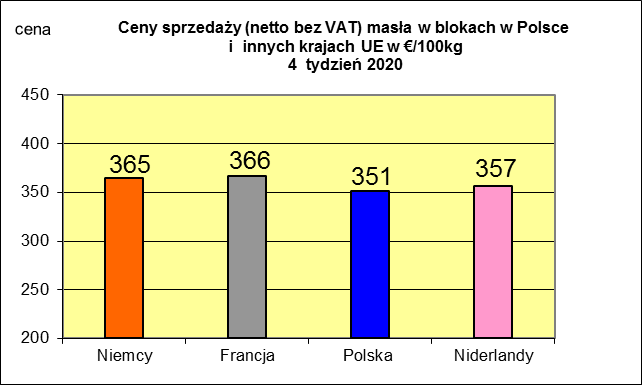 cena
Ceny sprzedaży (netto bez VAT) masła w blokach w Polsce
i innych krajach UE w €/100kg
4 tydzień 2020
450
400
350
300
250
200
365
366
351
357
Niemcy
Francja
Polska
Niderlandy